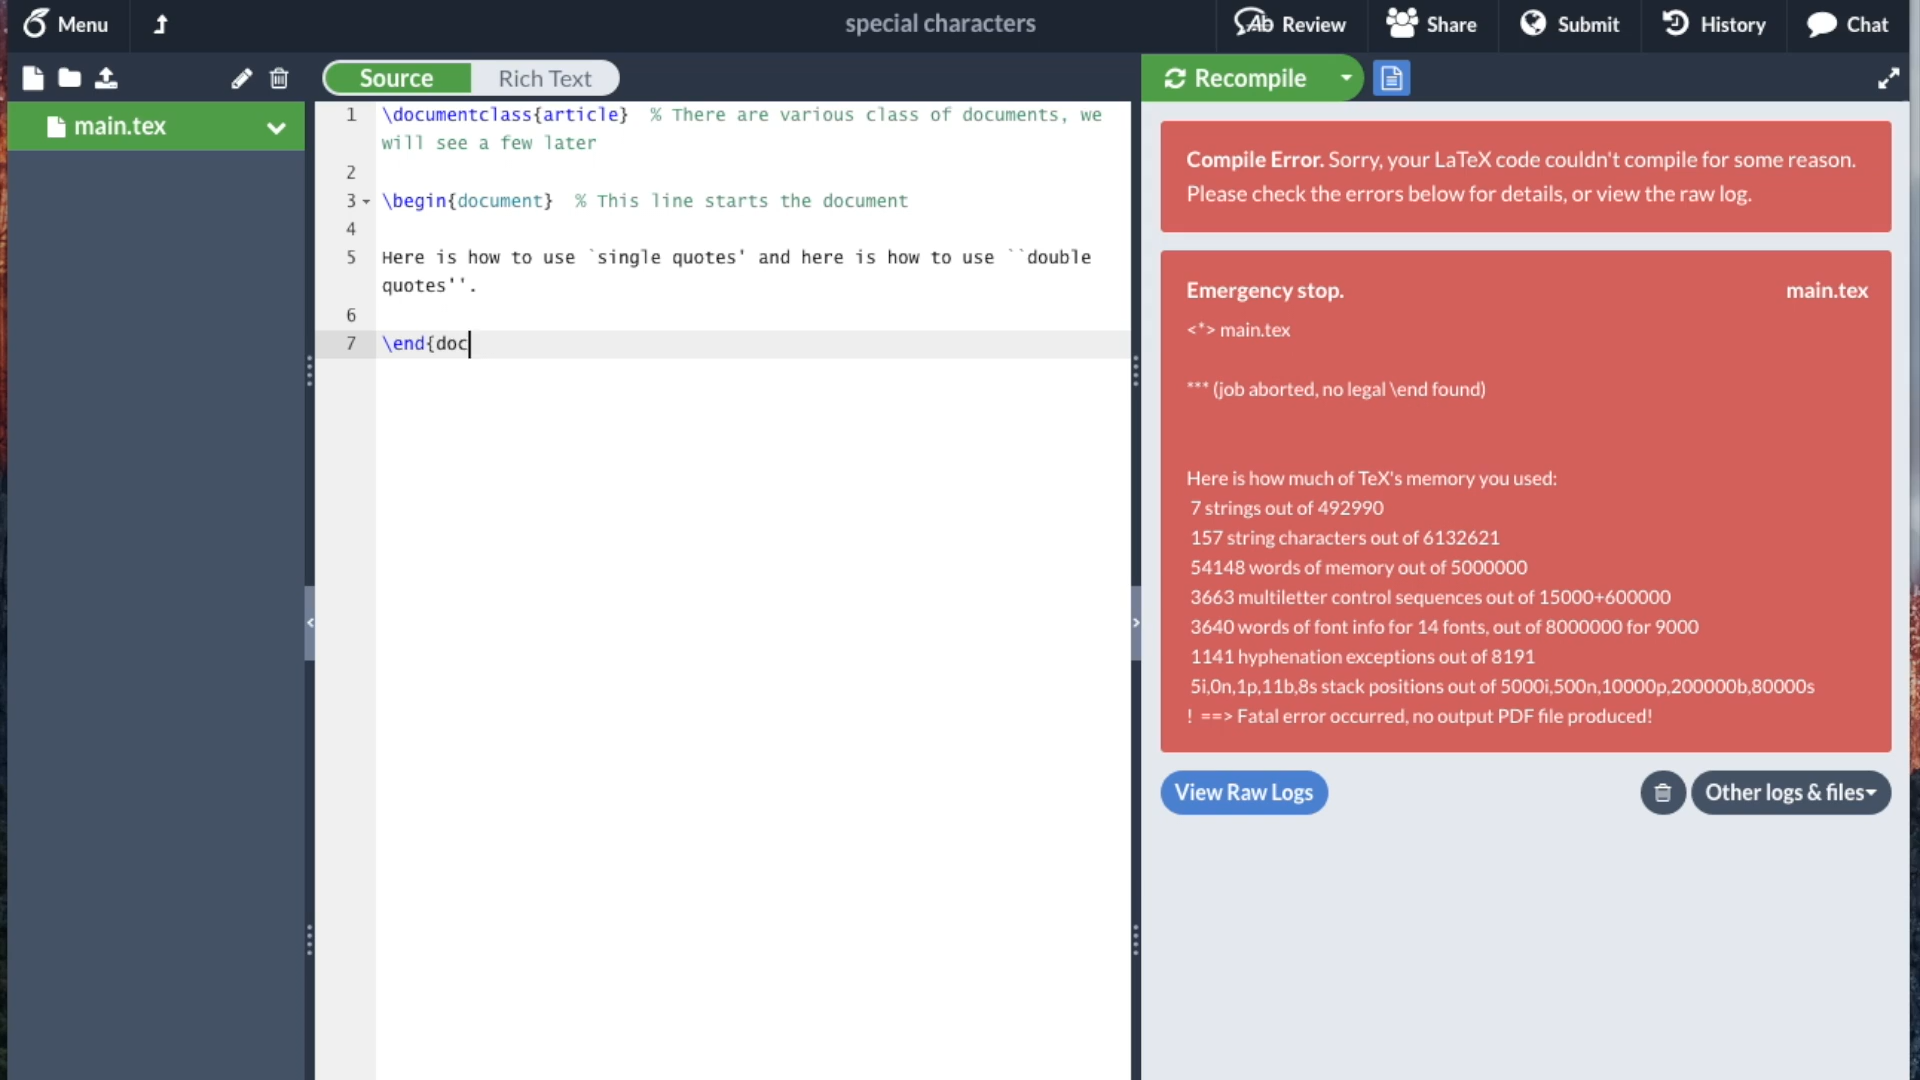 Menu
special characters
Review
Share
Submit
History
Chat
Source
Rich Text
Recompile
main.tex
1 \documentclass{article}  % There are various class of documents, we
will see a few later
2
3 \begin{document}  % This line starts the document
4
5 Here is how to use `single quotes' and here is how to use ``double
quotes''.
6
7 \end{doc
Compile Error. Sorry, your LaTeX code couldn't compile for some reason.
Please check the errors below for details, or view the raw log.
Emergency stop. main.tex
<*> main.tex
*** (job aborted, no legal \end found)
Here is how much of TeX's memory you used:
7 strings out of 492990
157 string characters out of 6132621
54148 words of memory out of 5000000
3663 multiletter control sequences out of 15000+600000
3640 words of font info for 14 fonts, out of 8000000 for 9000
1141 hyphenation exceptions out of 8191
5i,0n,1p,11b,8s stack positions out of 5000i,500n,10000p,200000b,80000s
! ==> Fatal error occurred, no output PDF file produced!
View Raw Logs
Other logs & files